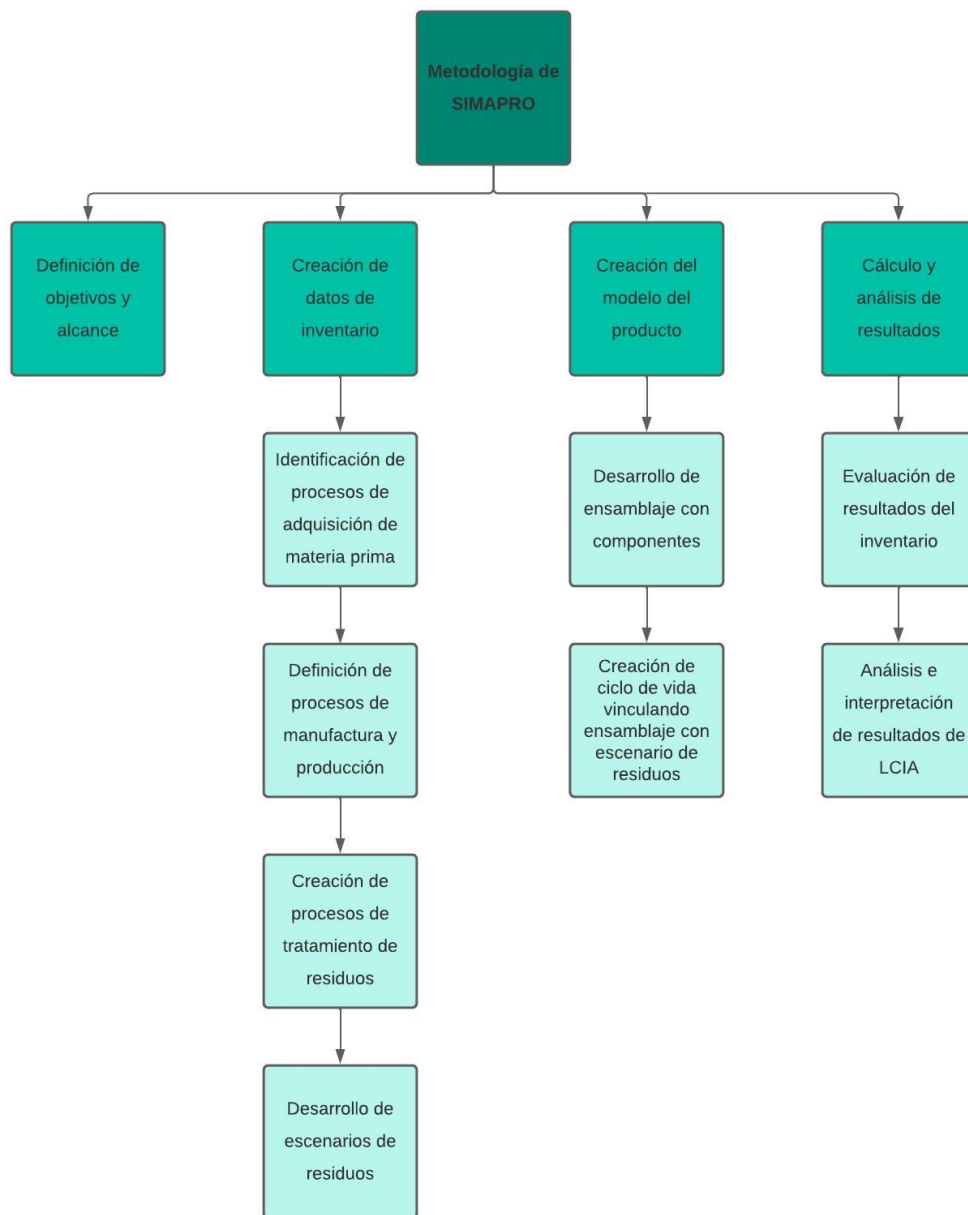 Metodología de
SIMAPRO
Definición de
objetivos y
alcance
Creación de
datos de
inventario
Creación del
modelo del
producto
Cálculo y
análisis de
resultados
Identificación de
procesos de
adquisición de
materia prima
Desarrollo de
ensamblaje con
componentes
Evaluación de
resultados del
inventario
Definición de
procesos de
manufactura y
producción
Creación de
ciclo de vida
vinculando
ensamblaje con
escenario de
residuos
Análisis e
interpretación
de resultados de
LCIA
Creación de
procesos de
tratamiento de
residuos
Desarrollo de
escenarios de
residuos